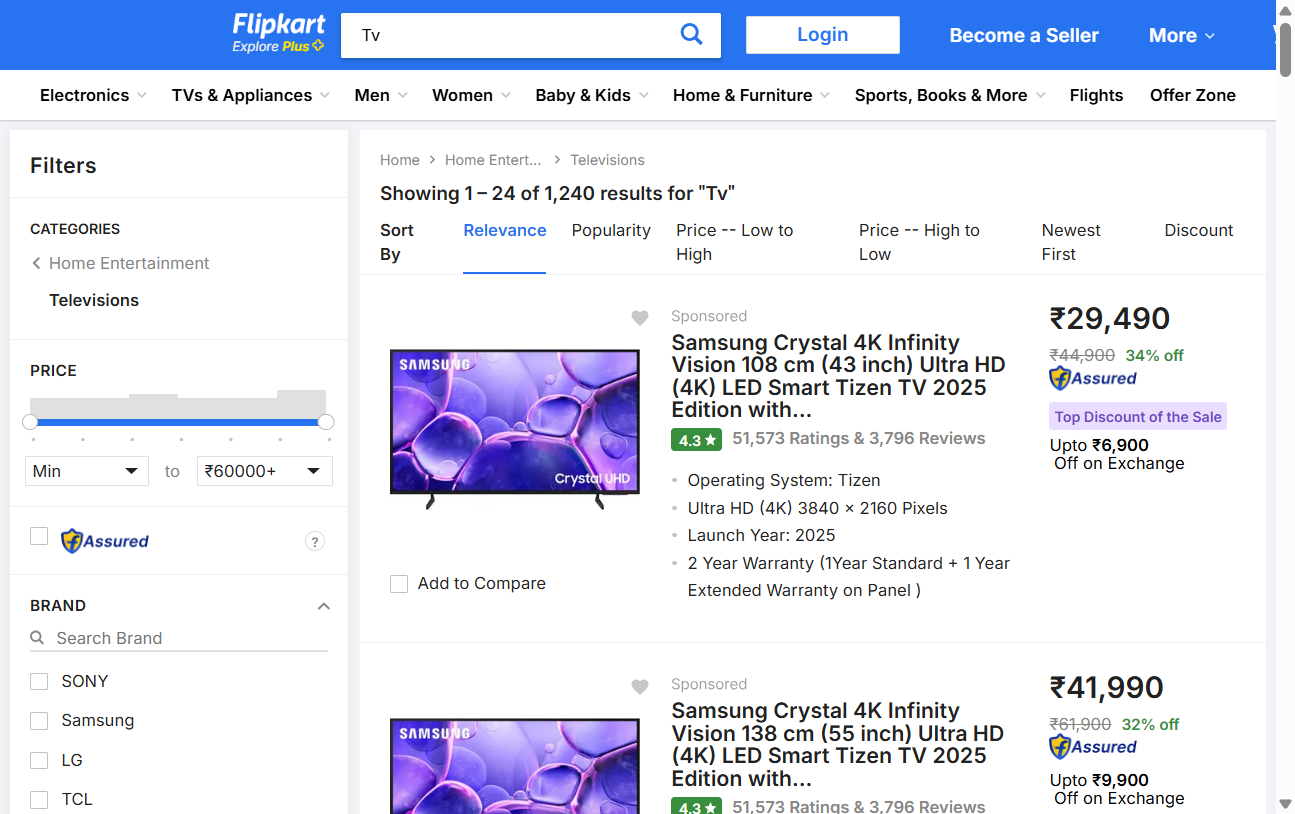 Flipkart
Explore Plus
Tv
Login
Become a Seller
More
Electronics
TVs & Appliances
Men
Women
Baby & Kids
Home & Furniture
Sports, Books & More
Flights
Offer Zone
Filters
CATEGORIES
Home Entertainment
Televisions
PRICE
Min
to
₹60000+
Assured
?
BRAND
Search Brand
SONY
Samsung
LG
TCL
Home
Home Entert...
Televisions
Showing 1 – 24 of 1,240 results for "Tv"
Sort By
Relevance
Popularity
Price -- Low to High
Price -- High to Low
Newest First
Discount
SAMSUNG
Crystal UHD
Add to Compare
Sponsored
Samsung Crystal 4K Infinity
Vision 108 cm (43 inch) Ultra HD
(4K) LED Smart Tizen TV 2025
Edition with...
4.3 ★ 51,573 Ratings & 3,796 Reviews
Operating System: Tizen
Ultra HD (4K) 3840 × 2160 Pixels
Launch Year: 2025
2 Year Warranty (1Year Standard + 1 Year
Extended Warranty on Panel )
₹29,490
₹44,900 34% off
Assured
Top Discount of the Sale
Upto ₹6,900
Off on Exchange
SAMSUNG
Sponsored
Samsung Crystal 4K Infinity
Vision 138 cm (55 inch) Ultra HD
(4K) LED Smart Tizen TV 2025
Edition with...
4.3 ★ 51,573 Ratings & 3,796 Reviews
₹41,990
₹61,900 32% off
Assured
Upto ₹9,900
Off on Exchange